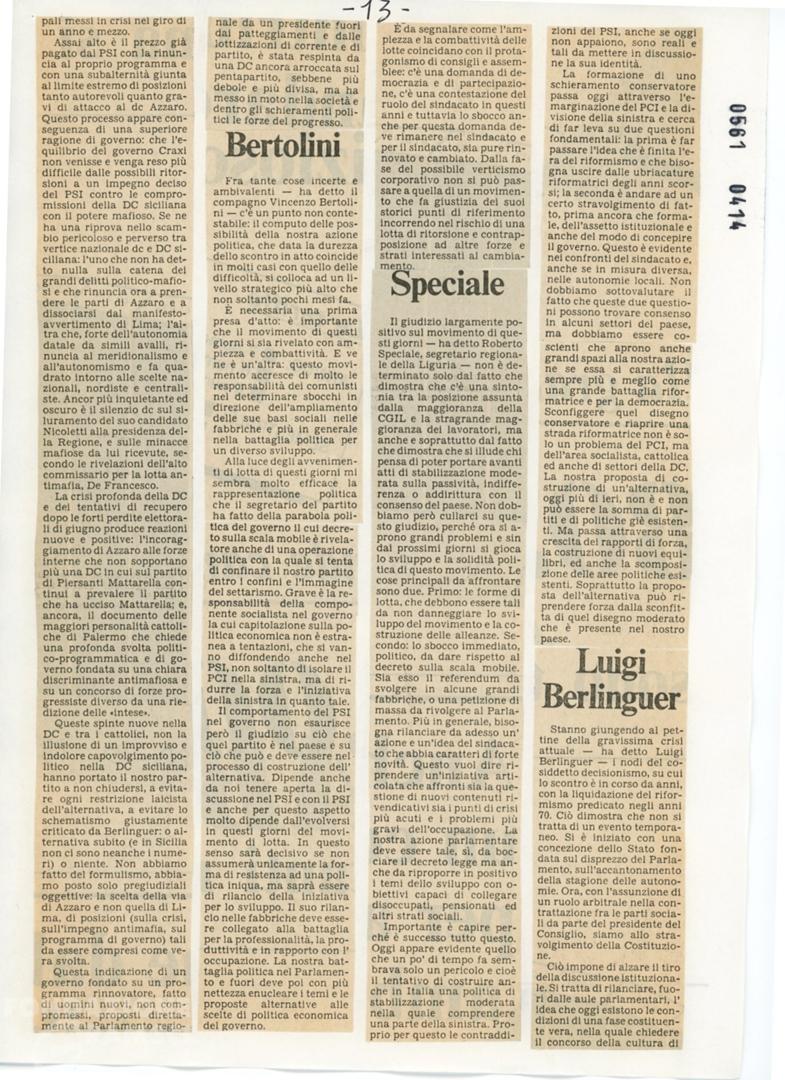 -13-
pali messi in crisi nel giro di
un anno e mezzo.
Assai alto è il prezzo già
pagato dal PSI con la rinun-
cia al proprio programma e
con una subalternità giunta
al limite estremo di posizioni
tanto autorevoli quanto gra-
vi di attacco al dc Azzaro.
Questo processo appare con-
seguenza di una superiore
ragione di governo: che l'e-
quilibrio del governo Craxi
non venisse e venga reso più
difficile dalle possibili ritor-
sioni a un impegno deciso
del PSI contro le compro-
missioni della DC siciliana
con il potere mafioso. Se ne
ha una riprova nello scam-
bio pericoloso e perverso tra
vertice nazionale dc e DC si-
ciliana: l'uno che non ha det-
to nulla sulla catena dei
grandi delitti politico-mafio-
si e che rinuncia ora a pren-
dere le parti di Azzaro e a
dissociarsi dal manifesto-
avvertimento di Lima; l'al-
tra che, forte dell'autonomia
datale da simili avalli, ri-
nuncia al meridionalismo e
all'autonomismo e fa qua-
drato intorno alle scelte na-
zionali, nordiste e centrali-
ste. Ancor più inquietante ed
oscuro è il silenzio dc sul si-
luramento del suo candidato
Nicoletti alla presidenza del-
la Regione, e sulle minacce
mafiose da lui ricevute, se-
condo le rivelazioni dell'alto
commissario per la lotta an-
timafia, De Francesco.
La crisi profonda della DC
e dei tentativi di recupero
dopo le forti perdite elettora-
li di giugno produce reazioni
nuove e positive: l'incorag-
giamento di Azzaro alle forze
interne che non sopportano
più una DC in cui sul partito
di Piersanti Mattarella con-
tinui a prevalere il partito
che ha ucciso Mattarella; e,
ancora, il documento delle
maggiori personalità cattoli-
che di Palermo che chiede
una profonda svolta politi-
co-programmatica e di go-
verno fondata su una chiara
discriminante antimafiosa e
su un concorso di forze pro-
gressiste diverso da una rie-
dizione delle «intese».
Queste spinte nuove nella
DC e tra i cattolici, non la
illusione di un improvviso e
indolore capovolgimento po-
litico nella DC siciliana,
hanno portato il nostro par-
tito a non chiudersi, a evita-
re ogni restrizione laicista
dell'alternativa, a evitare lo
schematismo giustamente
criticato da Berlinguer: o al-
ternativa subito (e in Sicilia
non ci sono neanche i nume-
ri) o niente. Non abbiamo
fatto del formulismo, abbia-
mo posto solo pregiudiziali
oggettive: la scelta della via
di Azzaro e non quella di Li-
ma, di posizioni (sulla crisi,
sull'impegno antimafia, sul
programma di governo) tali
da essere compresi come ve-
ra svolta.
Questa indicazione di un
governo fondato su un pro-
gramma rinnovatore, fatto
di uomini nuovi, non com-
promessi, proposti diretta-
mente al Parlamento regio-
nale da un presidente fuori
dai patteggiamenti e dalle
lottizzazioni di corrente e di
partito, è stata respinta da
una DC ancora arroccata sul
pentapartito, sebbene più
debole e più divisa, ma ha
messo in moto nella società e
dentro gli schieramenti poli-
tici le forze del progresso.
Bertolini
Fra tante cose incerte e
ambivalenti — ha detto il
compagno Vincenzo Bertoli-
ni — c'è un punto non conte-
stabile: il computo delle pos-
sibilità della nostra azione
politica, che data la durezza
dello scontro in atto coincide
in molti casi con quello delle
difficoltà, si colloca ad un li-
vello strategico più alto che
non soltanto pochi mesi fa.
È necessaria una prima
presa d'atto: è importante
che il movimento di questi
giorni si sia rivelato con am-
piezza e combattività. E ve
ne è un'altra: questo movi-
mento accresce di molto le
responsabilità dei comunisti
nel determinare sbocchi in
direzione dell'ampliamento
delle sue basi sociali nelle
fabbriche e più in generale
nella battaglia politica per
un diverso sviluppo.
Alla luce degli avvenimen-
ti di lotta di questi giorni mi
sembra molto efficace la
rappresentazione politica
che il segretario del partito
ha fatto della parabola poli-
tica del governo il cui decre-
to sulla scala mobile è rivela-
tore anche di una operazione
politica con la quale si tenta
di confinare il nostro partito
entro i confini e l'immagine
del settarismo. Grave è la re-
sponsabilità della compo-
nente socialista nel governo
la cui capitolazione sulla po-
litica economica non è estra-
nea a tentazioni, che si van-
no diffondendo anche nel
PSI, non soltanto di isolare il
PCI nella sinistra, ma di ri-
durre la forza e l'iniziativa
della sinistra in quanto tale.
Il comportamento del PSI
nel governo non esaurisce
però il giudizio su ciò che
quel partito è nel paese e su
ciò che può e deve essere nel
processo di costruzione dell'
alternativa. Dipende anche
da noi tenere aperta la di-
scussione nel PSI e con il PSI
e anche per questo aspetto
molto dipende dall'evolversi
in questi giorni del movi-
mento di lotta. In questo
senso sarà decisivo se non
assumerà unicamente la for-
ma di resistenza ad una poli-
tica iniqua, ma saprà essere
di rilancio della iniziativa
per lo sviluppo. Il suo rilan-
cio nelle fabbriche deve esse-
re collegato alla battaglia
per la professionalità, la pro-
duttività e in rapporto con l'
occupazione. La nostra bat-
taglia politica nel Parlamen-
to e fuori deve poi con più
nettezza enucleare i temi e le
proposte alternative alle
scelte di politica economica
del governo.
È da segnalare come l'am-
piezza e la combattività delle
lotte coincidano con il prota-
gonismo di consigli e assem-
blee: c'è una domanda di de-
mocrazia e di partecipazio-
ne, c'è una contestazione del
ruolo del sindacato in questi
anni e tuttavia lo sbocco an-
che per questa domanda de-
ve rimanere nel sindacato e
per il sindacato, sia pure rin-
novato e cambiato. Dalla fa-
se del possibile verticismo
corporativo non si può pas-
sare a quella di un movimen-
to che fa giustizia dei suoi
storici punti di riferimento
incorrendo nel rischio di una
lotta di ritorsione e contrap-
posizione ad altre forze e
strati interessati al cambia-
mento.
Speciale
Il giudizio largamente po-
sitivo sul movimento di que-
sti giorni — ha detto Roberto
Speciale, segretario regiona-
le della Liguria — non è de-
terminato solo dal fatto che
dimostra che c'è una sinto-
nia tra la posizione assunta
dalla maggioranza della
CGIL e la stragrande mag-
gioranza dei lavoratori, ma
anche e soprattutto dal fatto
che dimostra che si illude chi
pensa di poter portare avanti
atti di stabilizzazione mode-
rata sulla passività, indiffe-
renza o addirittura con il
consenso del paese. Non dob-
biamo però cullarci su que-
sto giudizio, perché ora si a-
prono grandi problemi e sin
dai prossimi giorni si gioca
lo sviluppo e la solidità poli-
tica di questo movimento. Le
cose principali da affrontare
sono due. Primo: le forme di
lotta, che debbono essere tali
da non danneggiare lo svi-
luppo del movimento e la co-
struzione delle alleanze. Se-
condo: lo sbocco immediato,
politico, da dare rispetto al
decreto sulla scala mobile.
Sia esso il referendum da
svolgere in alcune grandi
fabbriche, o una petizione di
massa da rivolgere al Parla-
mento. Più in generale, biso-
gna rilanciare da adesso un'
azione e un'idea del sindaca-
to che abbia caratteri di forte
novità. Questo vuol dire ri-
prendere un'iniziativa arti-
colata che affronti sia la que-
stione di nuovi contenuti ri-
vendicativi sia i punti di crisi
più acuti e i problemi più
gravi dell'occupazione. La
nostra azione parlamentare
deve essere tale, sì, da boc-
ciare il decreto legge ma an-
che da riproporre in positivo
i temi dello sviluppo con o-
biettivi capaci di collegare
disoccupati, pensionati ed
altri strati sociali.
Importante è capire per-
ché è successo tutto questo.
Oggi appare evidente quello
che un po' di tempo fa sem-
brava solo un pericolo e cioè
il tentativo di costruire an-
che in Italia una politica di
stabilizzazione moderata
nella quale comprendere
una parte della sinistra. Pro-
prio per questo le contraddi-
zioni del PSI, anche se oggi
non appaiono, sono reali e
tali da mettere in discussio-
ne la sua identità.
La formazione di uno
schieramento conservatore
passa oggi attraverso l'e-
marginazione del PCI e la di-
visione della sinistra e cerca
di far leva su due questioni
fondamentali: la prima è far
passare l'idea che è finita l'e-
ra del riformismo e che biso-
gna uscire dalle ubriacature
riformatrici degli anni scor-
si; la seconda è andare ad un
certo stravolgimento di fat-
to, prima ancora che forma-
le, dell'assetto istituzionale e
anche del modo di concepire
il governo. Questo è evidente
nei confronti del sindacato e,
anche se in misura diversa,
nelle autonomie locali. Non
dobbiamo sottovalutare il
fatto che queste due questio-
ni possono trovare consenso
in alcuni settori del paese,
ma dobbiamo essere co-
scienti che aprono anche
grandi spazi alla nostra azio-
ne se essa si caratterizza
sempre più e meglio come
una grande battaglia rifor-
matrice e per la democrazia.
Sconfiggere quel disegno
conservatore e riaprire una
strada riformatrice non è so-
lo un problema del PCI, ma
dell'area socialista, cattolica
ed anche di settori della DC.
La nostra proposta di co-
struzione di un'alternativa,
oggi più di ieri, non è e non
può essere la somma di par-
titi e di politiche già esisten-
ti. Ma passa attraverso una
crescita dei rapporti di forza,
la costruzione di nuovi equi-
libri, ed anche la scomposi-
zione delle aree politiche esi-
stenti. Soprattutto la propo-
sta dell'alternativa può ri-
prendere forza dalla sconfit-
ta di quel disegno moderato
che è presente nel nostro
paese.
Luigi
Berlinguer
Stanno giungendo al pet-
tine della gravissima crisi
attuale — ha detto Luigi
Berlinguer — i nodi del co-
siddetto decisionismo, su cui
lo scontro è in corso da anni,
con la liquidazione del rifor-
mismo predicato negli anni
70. Ciò dimostra che non si
tratta di un evento tempora-
neo. Si è iniziato con una
concezione dello Stato fon-
data sul disprezzo del Parla-
mento, sull'accantonamento
della stagione delle autono-
mie. Ora, con l'assunzione di
un ruolo arbitrale nella con-
trattazione fra le parti socia-
li da parte del presidente del
Consiglio, siamo allo stra-
volgimento della Costituzio-
ne.
Ciò impone di alzare il tiro
della discussione istituziona-
le. Si tratta di rilanciare, fuo-
ri dalle aule parlamentari, l'
idea che oggi esistono le con-
dizioni di una fase costituen-
te vera, nella quale chiedere
il concorso della cultura di
0561 0414